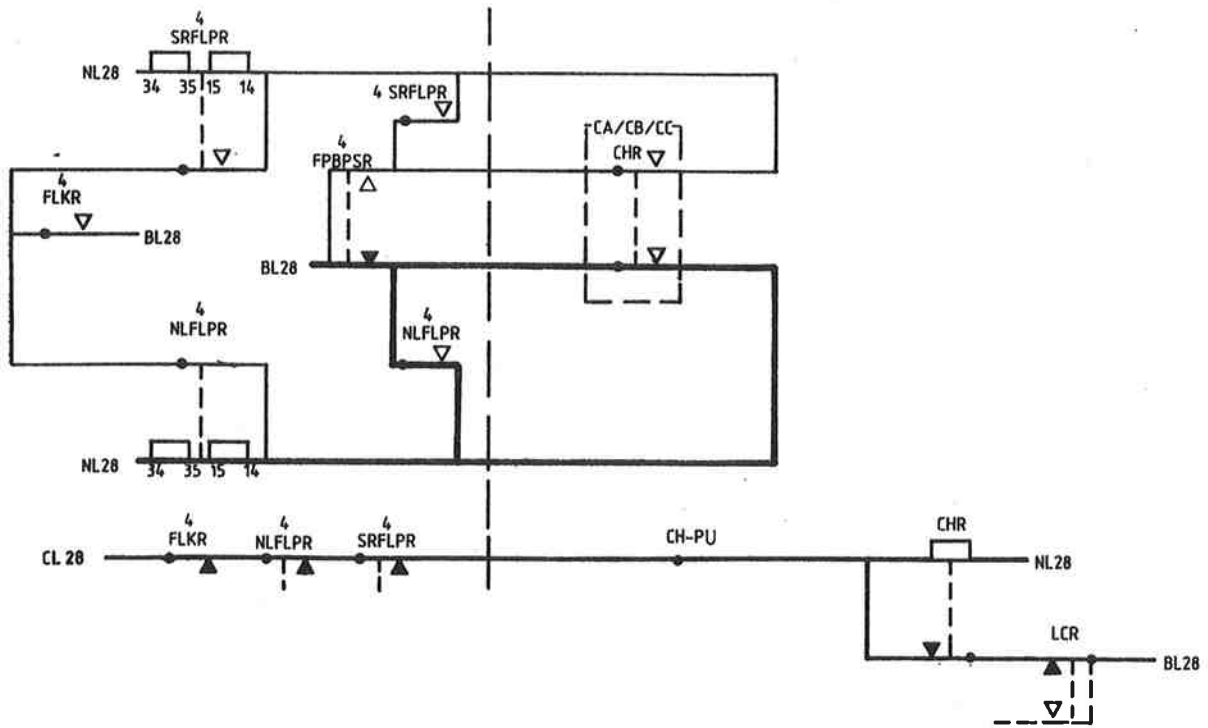 4
SRFLPR
NL28
34 35 15 14
4 SRFLPR
CA/CB/CC
CHR
4
FPBPSR
4
FLKR
BL28
BL28
4
NLFLPR
4
NLFLPR
NL28
34 35 15 14
4
FLKR
4
NLFLPR
4
SRFLPR
CH-PU
CHR
CL 28
NL28
LCR
BL28